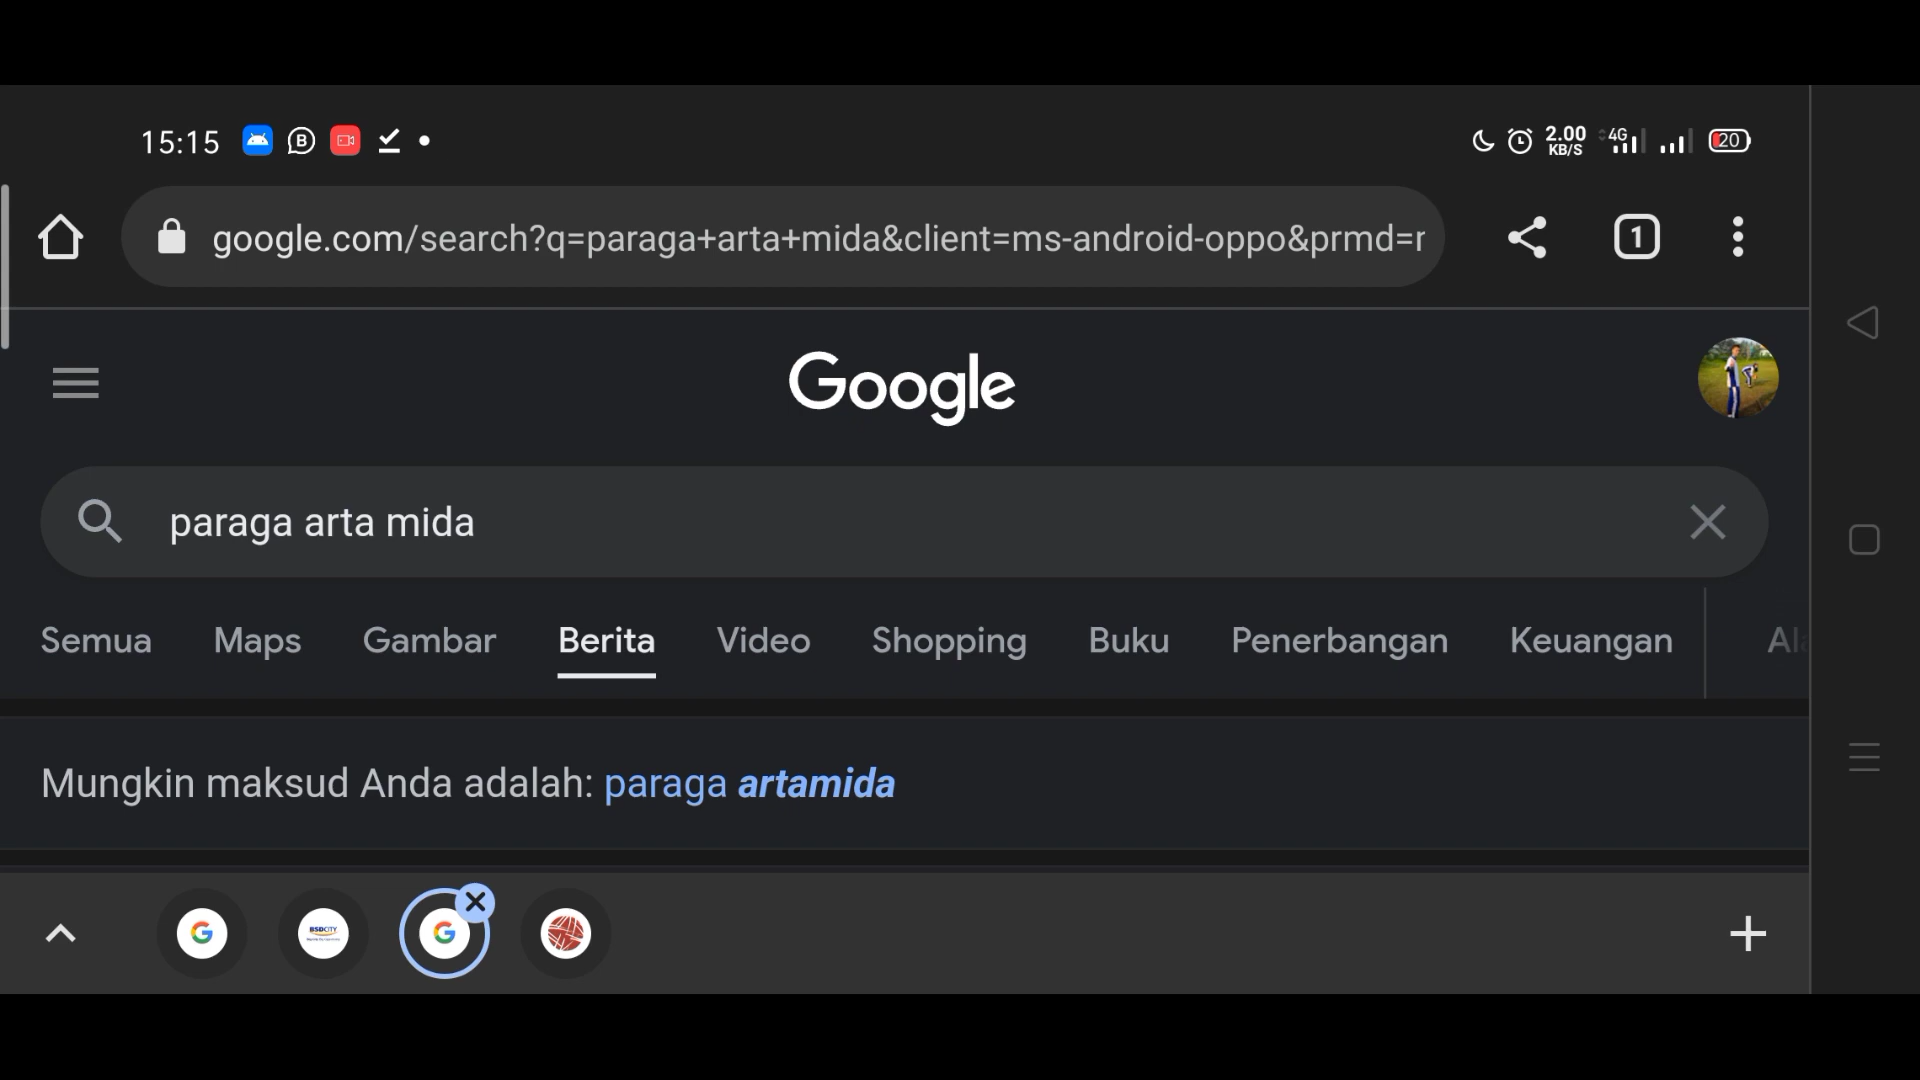 15:15 B 2.00 KB/S 4G 20
google.com/search?q=paraga+arta+mida&client=ms-android-oppo&prmd=r
1
Google
paraga arta mida
Semua Maps Gambar Berita Video Shopping Buku Penerbangan Keuangan
Mungkin maksud Anda adalah: paraga artamida
G BSDCITY G